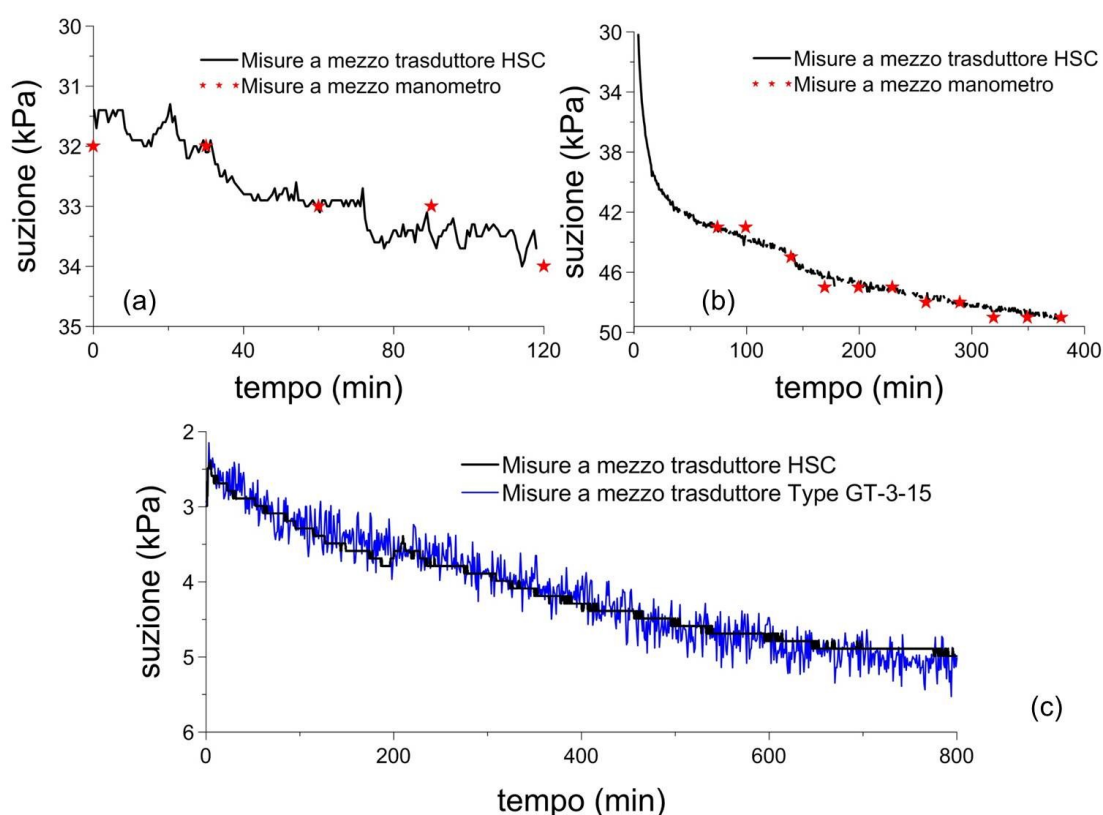 30
31
32
33
34
35
suzione (kPa)
Misure a mezzo trasduttore HSC
Misure a mezzo manometro
(a)
0
40
80
120
tempo (min)
30
34
38
42
46
50
suzione (kPa)
Misure a mezzo trasduttore HSC
Misure a mezzo manometro
(b)
0
100
200
300
400
tempo (min)
2
3
4
5
6
suzione (kPa)
Misure a mezzo trasduttore HSC
Misure a mezzo trasduttore Type GT-3-15
(c)
0
200
400
600
800
tempo (min)